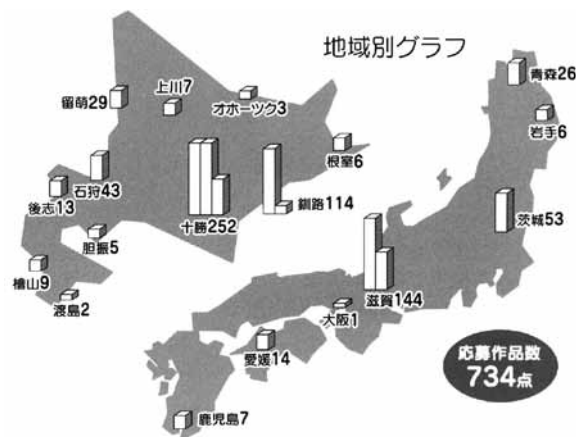 地域別グラフ
青森26
上川7
オホーツク3
留萌29
岩手6
根室6
石狩43
後志13
釧路114
十勝252
茨城53
胆振5
檜山9
渡島2
滋賀144
大阪1
愛媛14
応募作品数
734点
鹿児島7